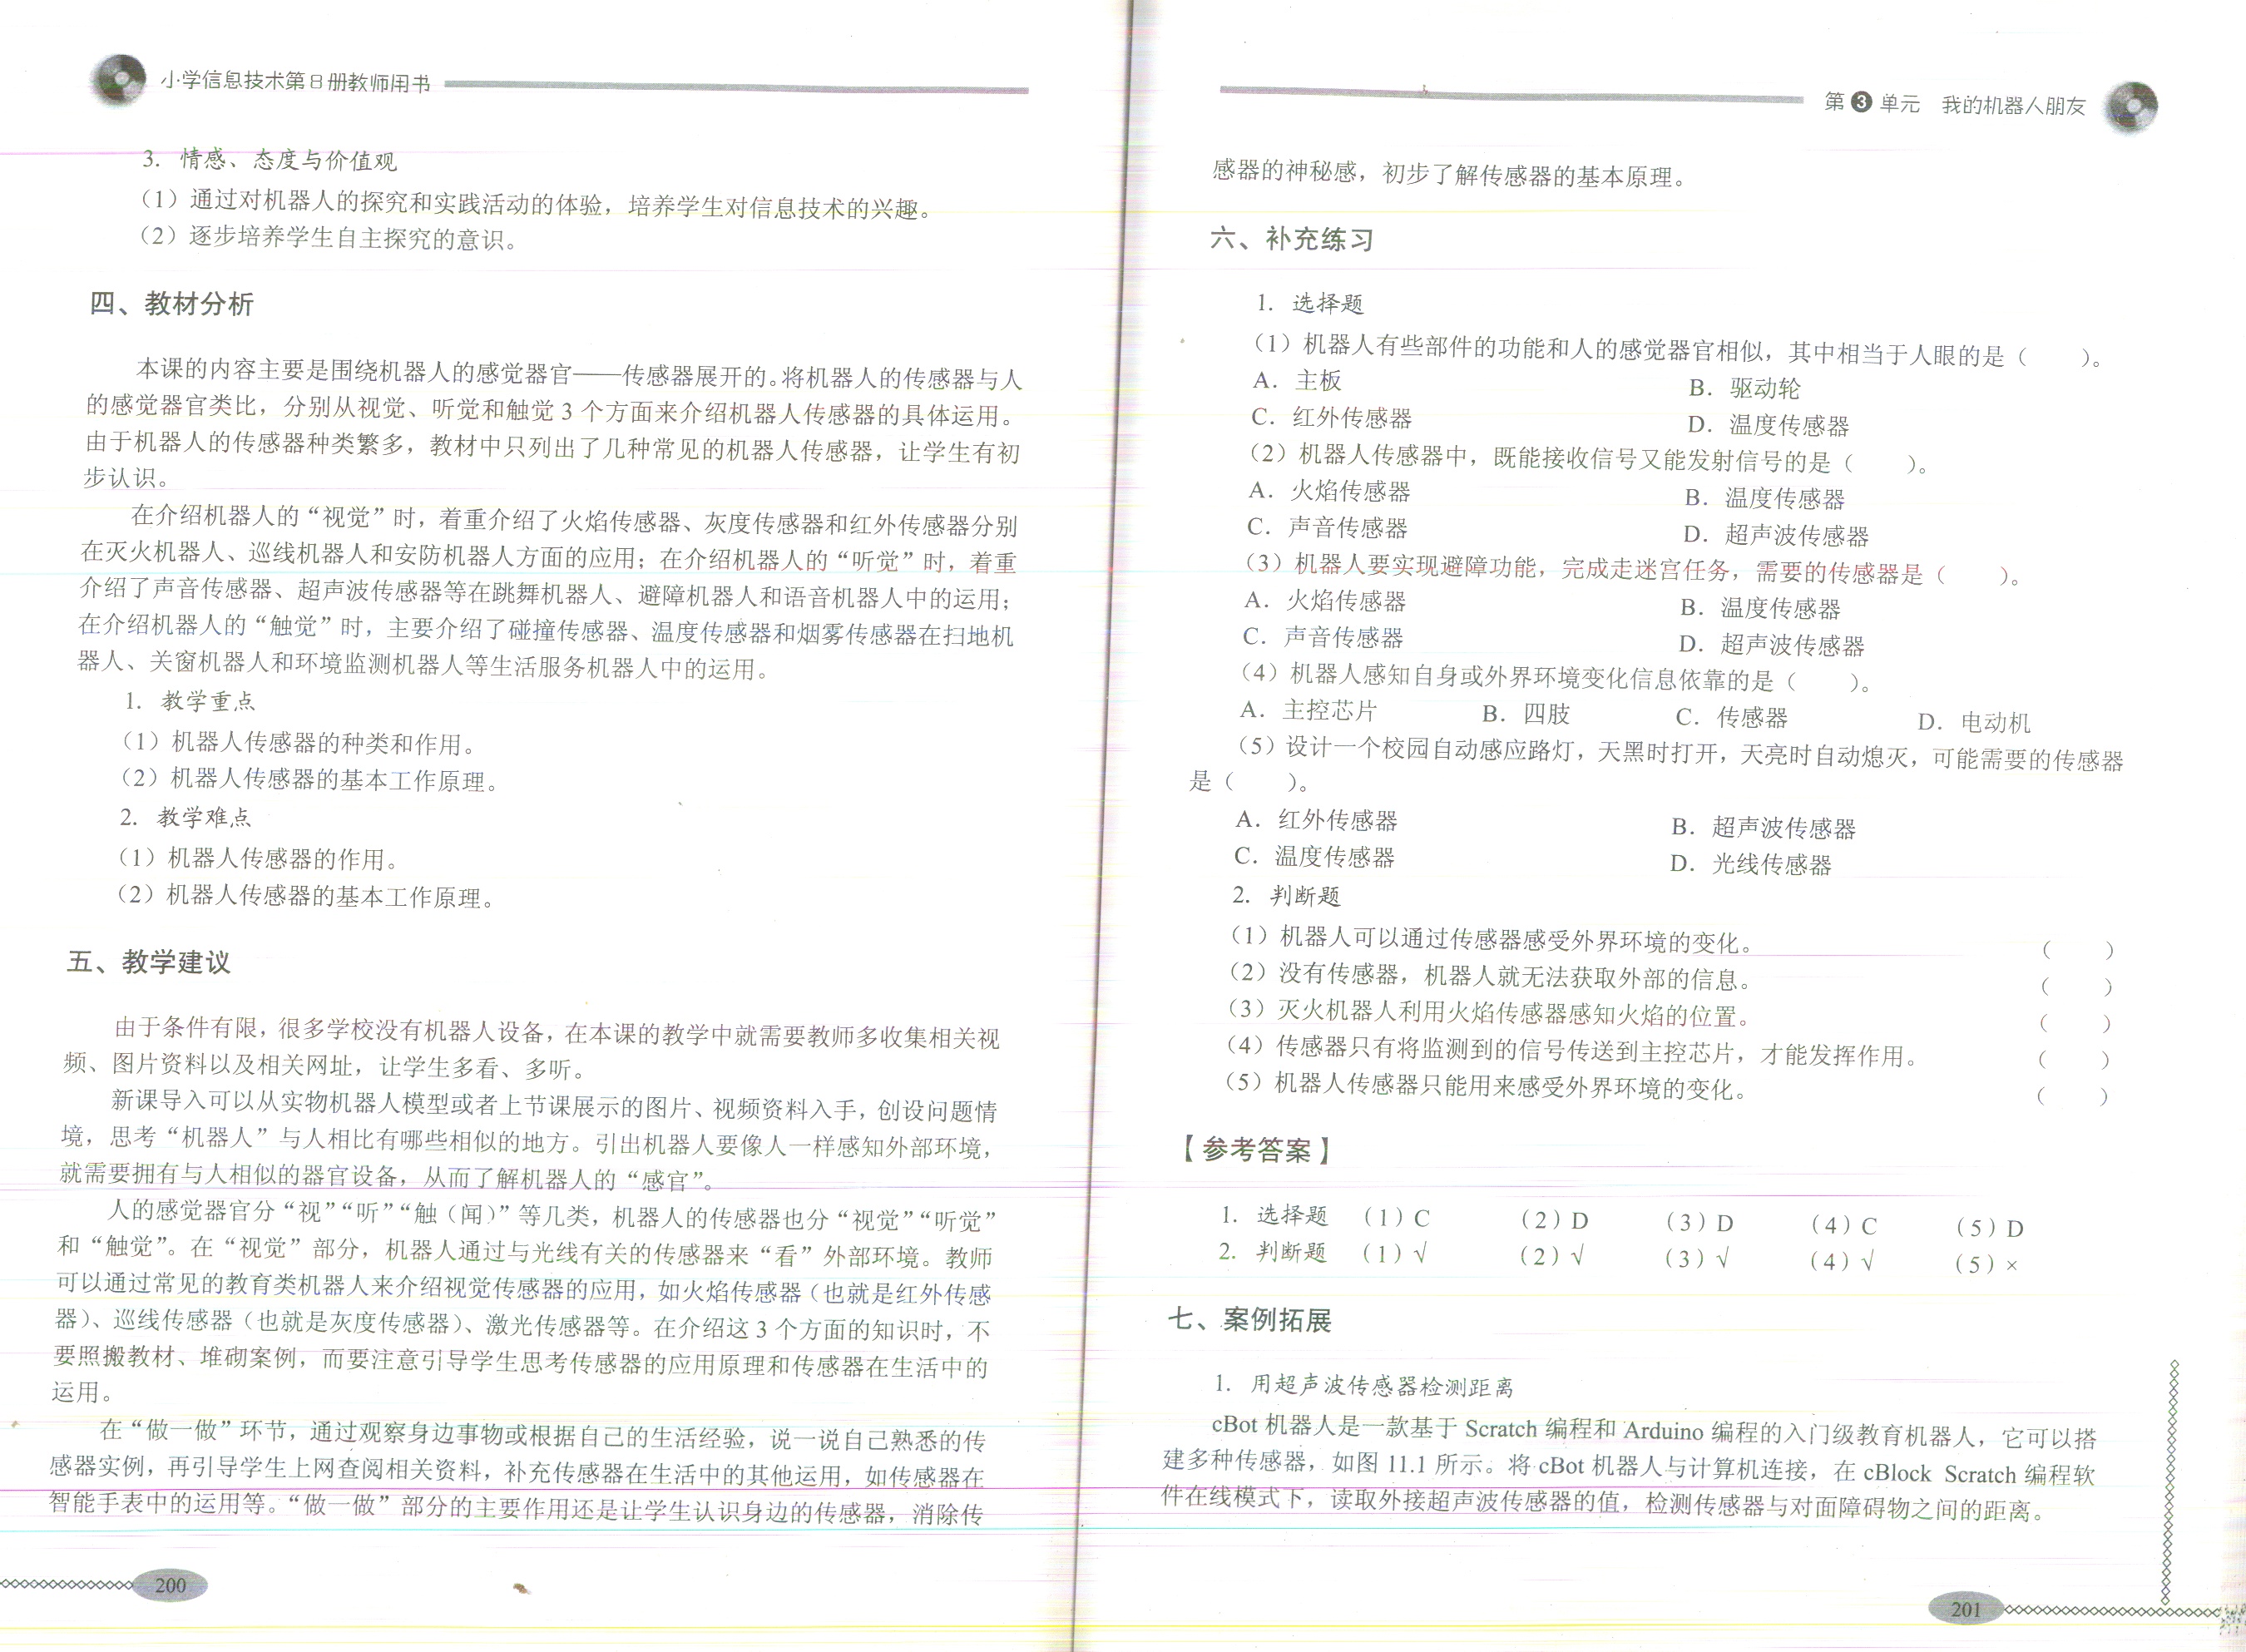 小学信息技术第8册教师用书
3. 情感、态度与价值观
（1）通过对机器人的探究和实践活动的体验，培养学生对信息技术的兴趣。
（2）逐步培养学生自主探究的意识。
四、教材分析
本课的内容主要是围绕机器人的感觉器官——传感器展开的。将机器人的传感器与人
的感觉器官类比，分别从视觉、听觉和触觉 3 个方面来介绍机器人传感器的具体运用。
由于机器人的传感器种类繁多，教材中只列出了几种常见的机器人传感器，让学生有初
步认识。
在介绍机器人的“视觉”时，着重介绍了火焰传感器、灰度传感器和红外传感器分别
在灭火机器人、巡线机器人和安防机器人方面的应用；在介绍机器人的“听觉”时，着重
介绍了声音传感器、超声波传感器等在跳舞机器人、避障机器人和语音机器人中的运用；
在介绍机器人的“触觉”时，主要介绍了碰撞传感器、温度传感器和烟雾传感器在扫地机
器人、关窗机器人和环境监测机器人等生活服务机器人中的运用。
1. 教学重点
（1）机器人传感器的种类和作用。
（2）机器人传感器的基本工作原理。
2. 教学难点
（1）机器人传感器的作用。
（2）机器人传感器的基本工作原理。
五、教学建议
由于条件有限，很多学校没有机器人设备，在本课的教学中就需要教师多收集相关视
频、图片资料以及相关网址，让学生多看、多听。
新课导入可以从实物机器人模型或者上节课展示的图片、视频资料入手，创设问题情
境，思考“机器人”与人相比有哪些相似的地方。引出机器人要像人一样感知外部环境，
就需要拥有与人相似的器官设备，从而了解机器人的“感官”。
人的感觉器官分“视”“听”“触（闻）”等几类，机器人的传感器也分“视觉”“听觉”
和“触觉”。在“视觉”部分，机器人通过与光线有关的传感器来“看”外部环境。教师
可以通过常见的教育类机器人来介绍视觉传感器的应用，如火焰传感器（也就是红外传感
器）、巡线传感器（也就是灰度传感器）、激光传感器等。在介绍这 3 个方面的知识时，不
要照搬教材、堆砌案例，而要注意引导学生思考传感器的应用原理和传感器在生活中的
运用。
在“做一做”环节，通过观察身边事物或根据自己的生活经验，说一说自己熟悉的传
感器实例，再引导学生上网查阅相关资料，补充传感器在生活中的其他运用，如传感器在
智能手表中的运用等。“做一做”部分的主要作用还是让学生认识身边的传感器，消除传
200
第3单元 我的机器人朋友
感器的神秘感，初步了解传感器的基本原理。
六、补充练习
1. 选择题
（1）机器人有些部件的功能和人的感觉器官相似，其中相当于人眼的是（　　）。
A．主板　B．驱动轮
C．红外传感器　D．温度传感器
（2）机器人传感器中，既能接收信号又能发射信号的是（　　）。
A．火焰传感器　B．温度传感器
C．声音传感器　D．超声波传感器
（3）机器人要实现避障功能，完成走迷宫任务，需要的传感器是（　　）。
A．火焰传感器　B．温度传感器
C．声音传感器　D．超声波传感器
（4）机器人感知自身或外界环境变化信息依靠的是（　　）。
A．主控芯片　B．四肢　C．传感器　D．电动机
（5）设计一个校园自动感应路灯，天黑时打开，天亮时自动熄灭，可能需要的传感器
是（　　）。
A．红外传感器　B．超声波传感器
C．温度传感器　D．光线传感器
2. 判断题
（1）机器人可以通过传感器感受外界环境的变化。（　　）
（2）没有传感器，机器人就无法获取外部的信息。（　　）
（3）灭火机器人利用火焰传感器感知火焰的位置。（　　）
（4）传感器只有将监测到的信号传送到主控芯片，才能发挥作用。（　　）
（5）机器人传感器只能用来感受外界环境的变化。（　　）
【参考答案】
1. 选择题　（1）C　（2）D　（3）D　（4）C　（5）D
2. 判断题　（1）√　（2）√　（3）√　（4）√　（5）×
七、案例拓展
1. 用超声波传感器检测距离
cBot 机器人是一款基于 Scratch 编程和 Arduino 编程的入门级教育机器人，它可以搭
建多种传感器，如图 11.1 所示。将 cBot 机器人与计算机连接，在 cBlock Scratch 编程软
件在线模式下，读取外接超声波传感器的值，检测传感器与对面障碍物之间的距离。
201